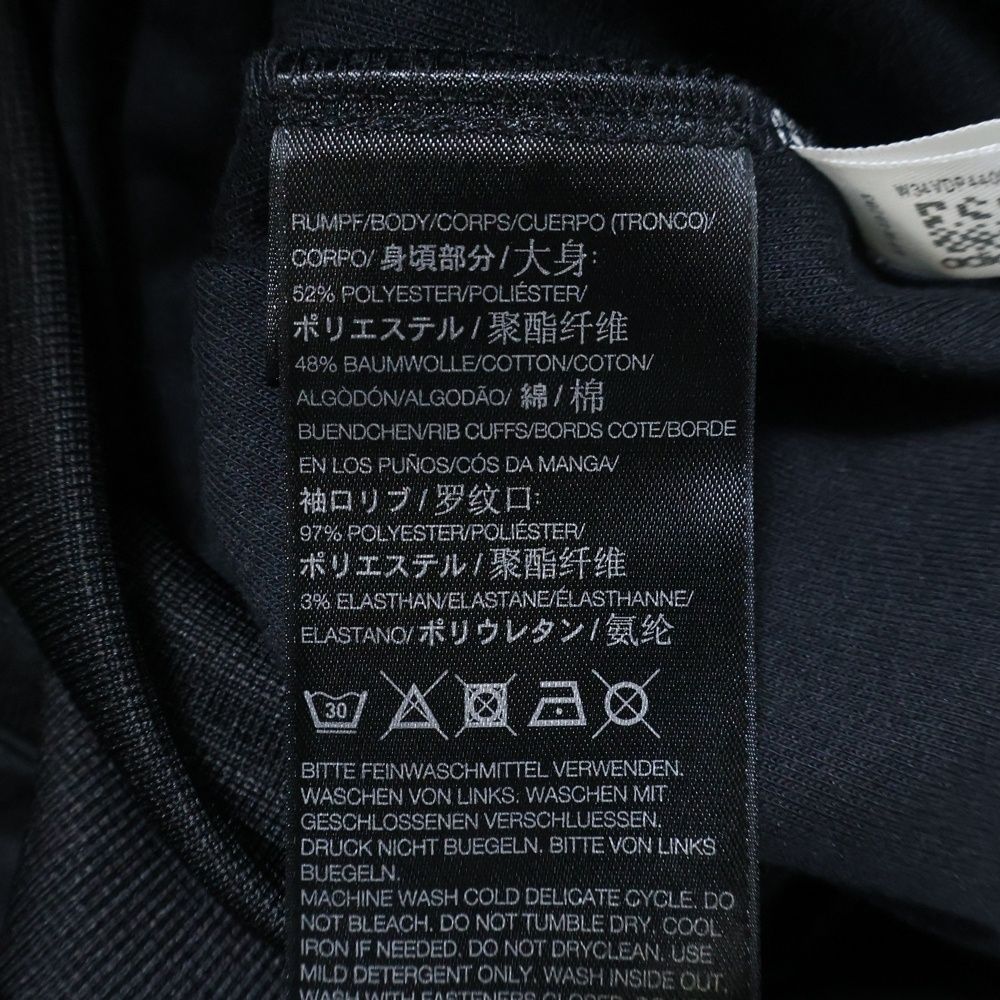 RUMPF/BODY/CORPS/CUERPO (TRONCO)/
CORPO/ 身頃部分 / 大身:
52% POLYESTER/POLIÉSTER/
ポリエステル / 聚酯纤维
48% BAUMWOLLE/COTTON/COTON/
ALGÒDÓN/ALGODÃO/ 綿 / 棉
BUENDCHEN/RIB CUFFS/BORDS COTE/BORDE
EN LOS PUÑOS/CÓS DA MANGA/
袖口リブ / 罗纹口:
97% POLYESTER/POLIÉSTER/
ポリエステル / 聚酯纤维
3% ELASTHAN/ELASTANE/ÉLASTHANNE/
ELASTANO/ ポリウレタン / 氨纶
30
BITTE FEINWASCHMITTEL VERWENDEN.
WASCHEN VON LINKS. WASCHEN MIT
GESCHLOSSENEN VERSCHLUESSEN.
DRUCK NICHT BUEGELN. BITTE VON LINKS
BUEGELN.
MACHINE WASH COLD DELICATE CYCLE. DO
NOT BLEACH. DO NOT TUMBLE DRY. COOL
IRON IF NEEDED. DO NOT DRYCLEAN. USE
MILD DETERGENT ONLY. WASH INSIDE OUT.
WASH WITH FASTENERS CLOSED.